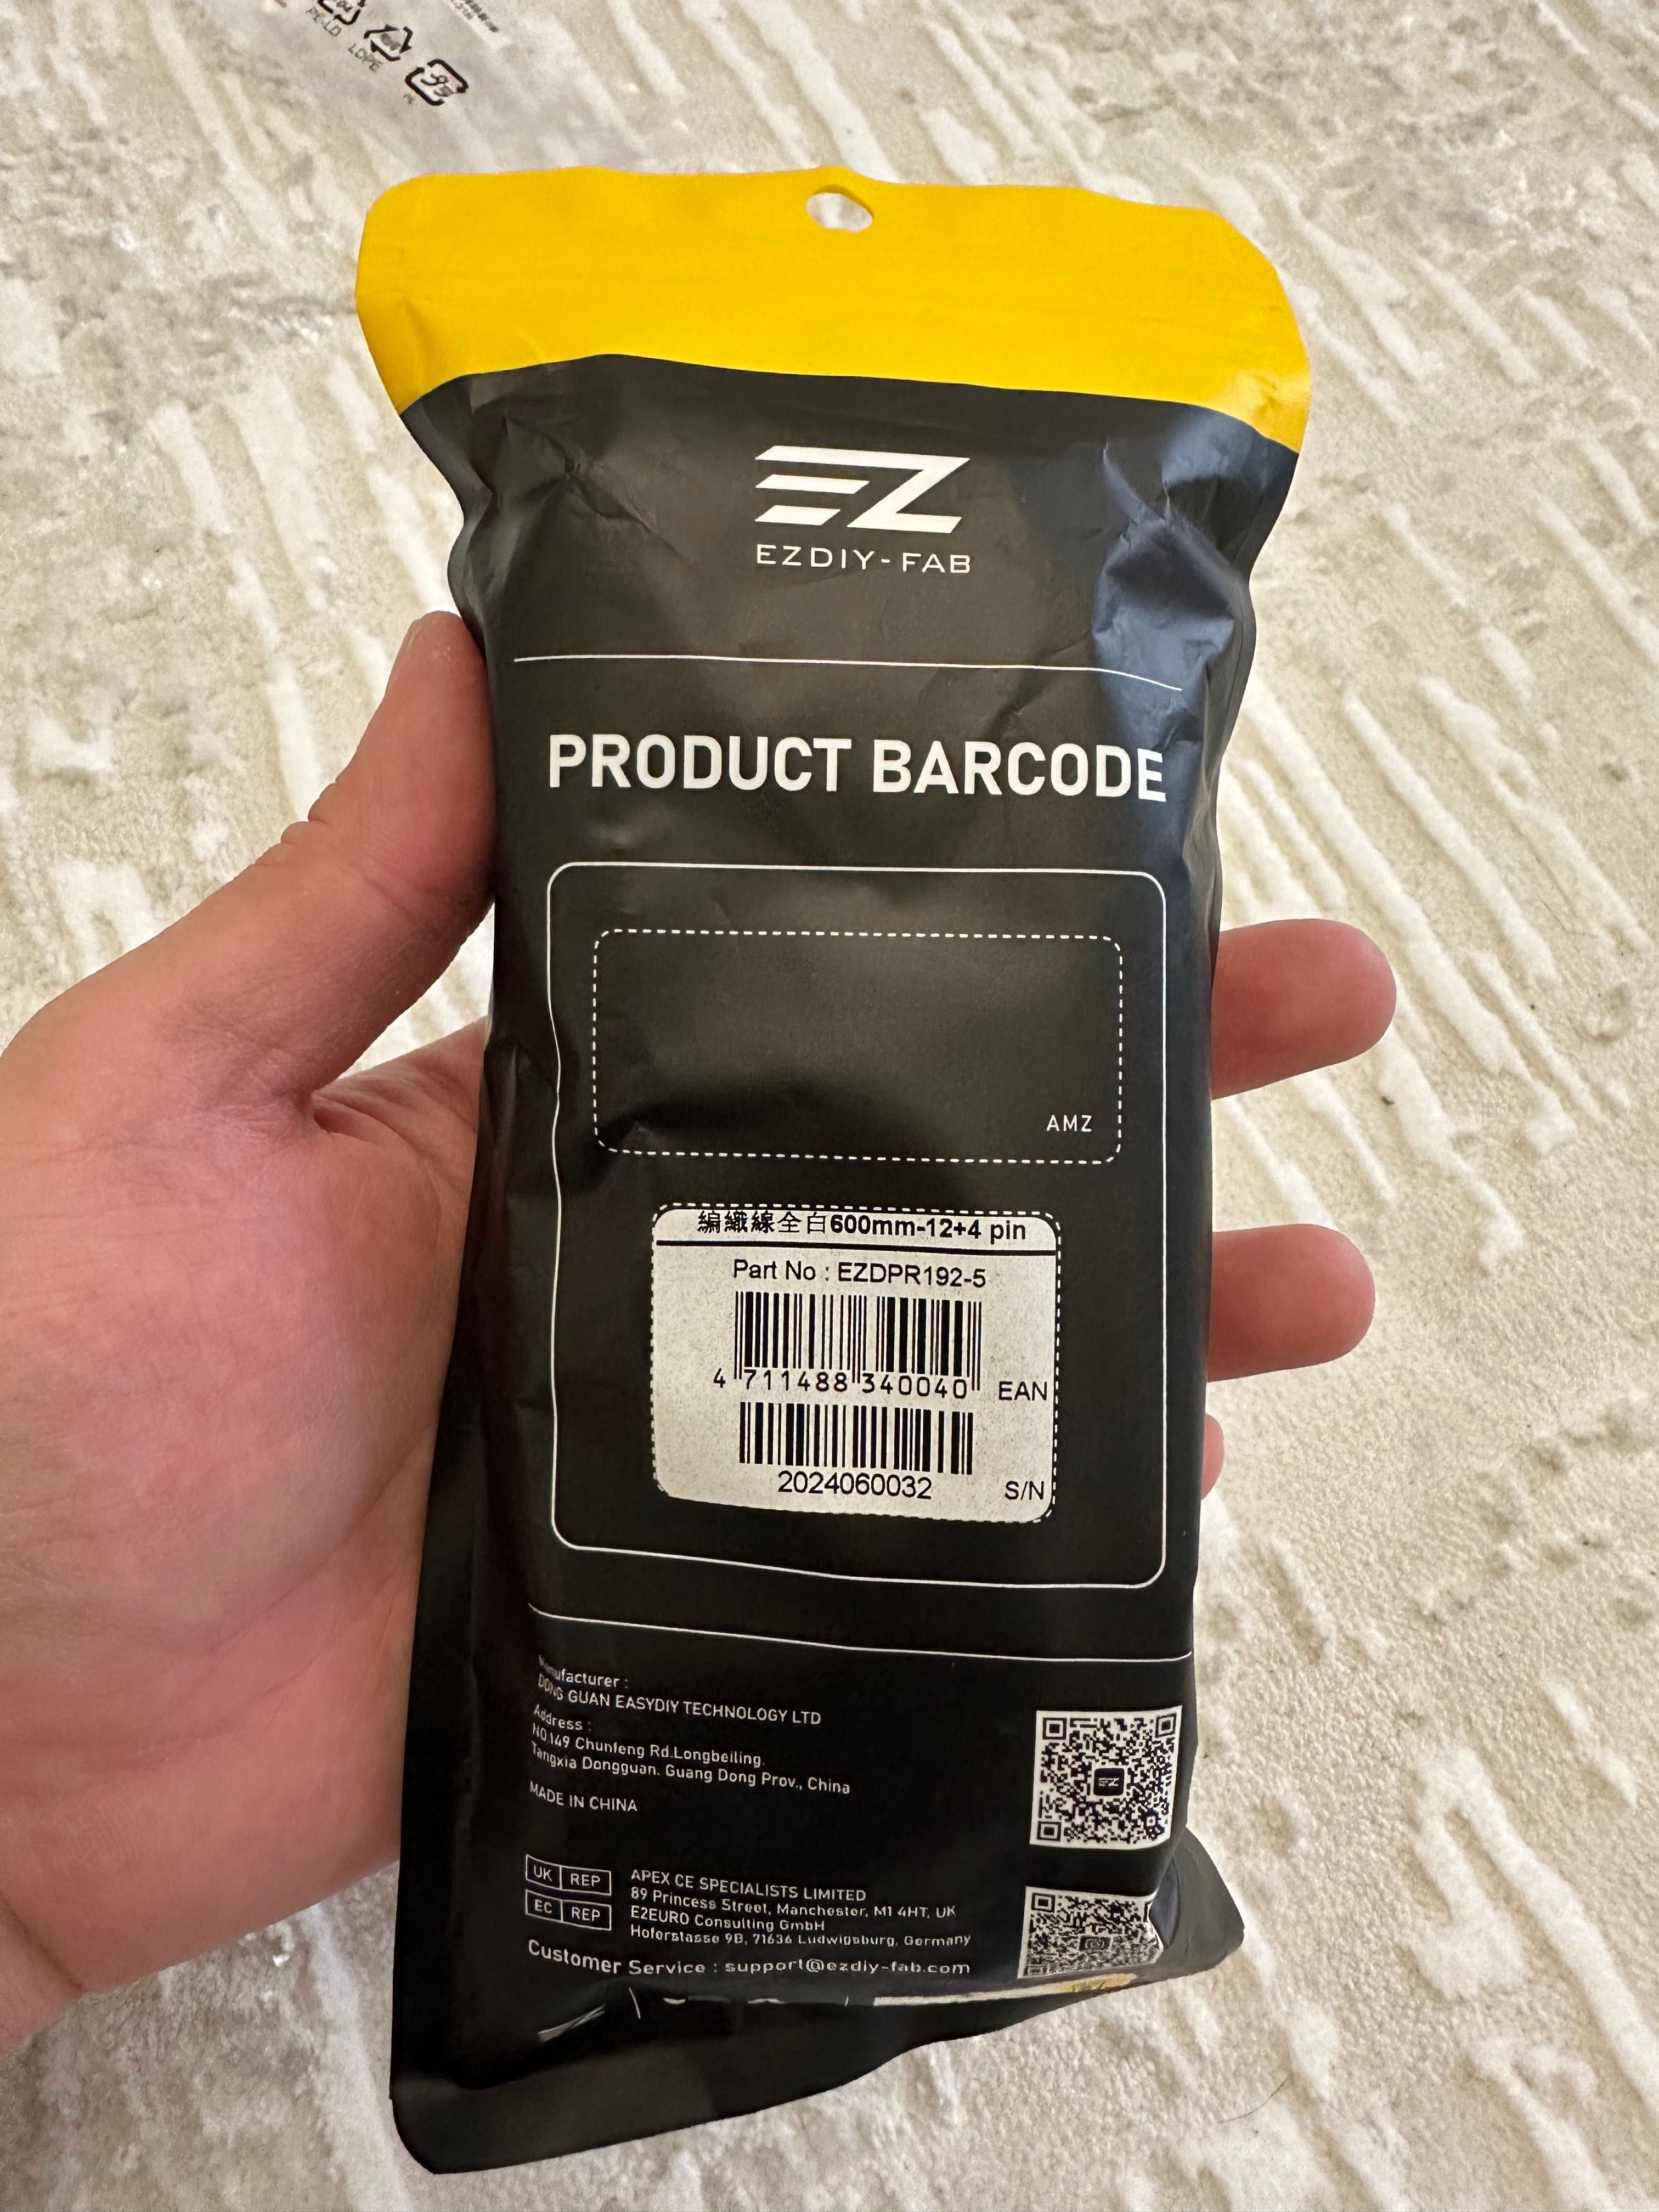 PE-LD LDPE
EZ
EZDIY-FAB
PRODUCT BARCODE
AMZ
編織線全白600mm-12+4 pin
Part No : EZDPR192-5
4 711488 340040 EAN
2024060032 S/N
Manufacturer :
DONG GUAN EASYDIY TECHNOLOGY LTD
Address :
NO.149 Chunfeng Rd.Longbeiling.
Tangxia Dongguan. Guang Dong Prov., China
MADE IN CHINA
UK REP APEX CE SPECIALISTS LIMITED
89 Princess Street, Manchester, M1 4HT, UK
EC REP E2EURO Consulting GmbH
Hoferstasse 9B, 71636 Ludwigsburg, Germany
Customer Service : support@ezdiy-fab.com